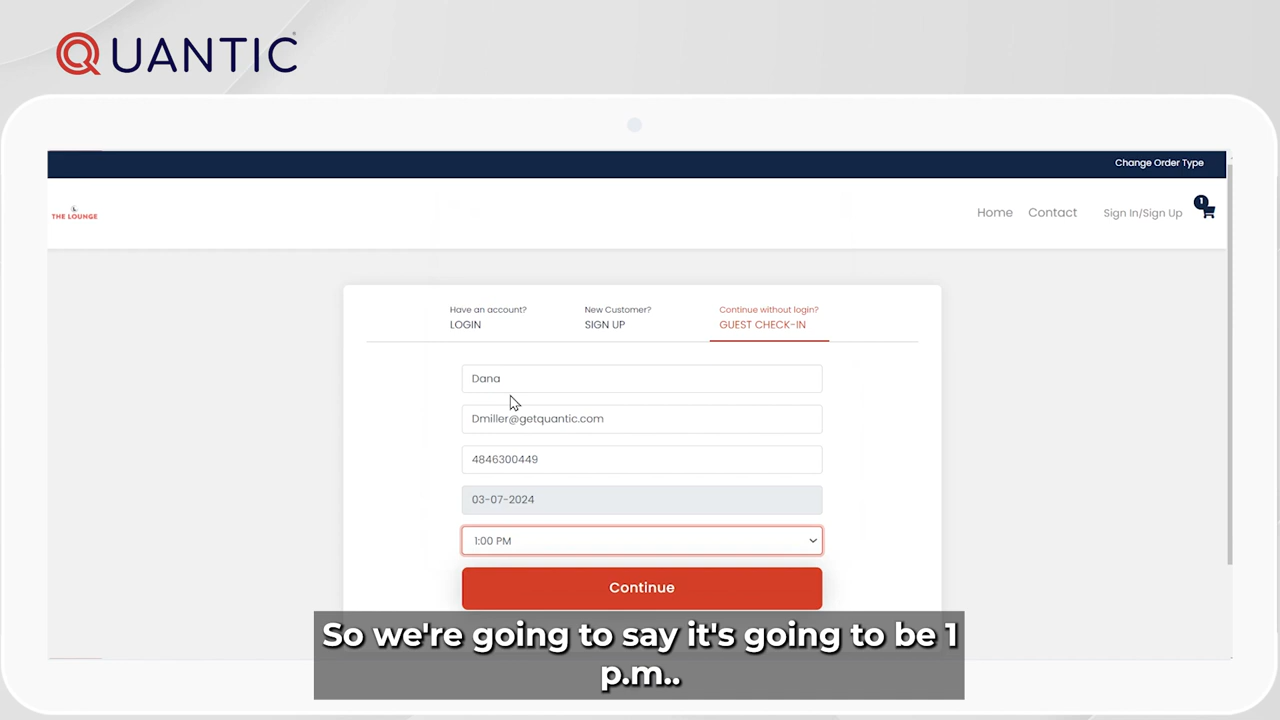 QUANTIC
Change Order Type
THE LOUNGE
Home Contact Sign In/Sign Up 1
Have an account? New Customer? Continue without login?
LOGIN SIGN UP GUEST CHECK-IN
Dana
Dmiller@getquantic.com
4846300449
03-07-2024
1:00 PM
Continue
So we're going to say it's going to be 1
p.m..